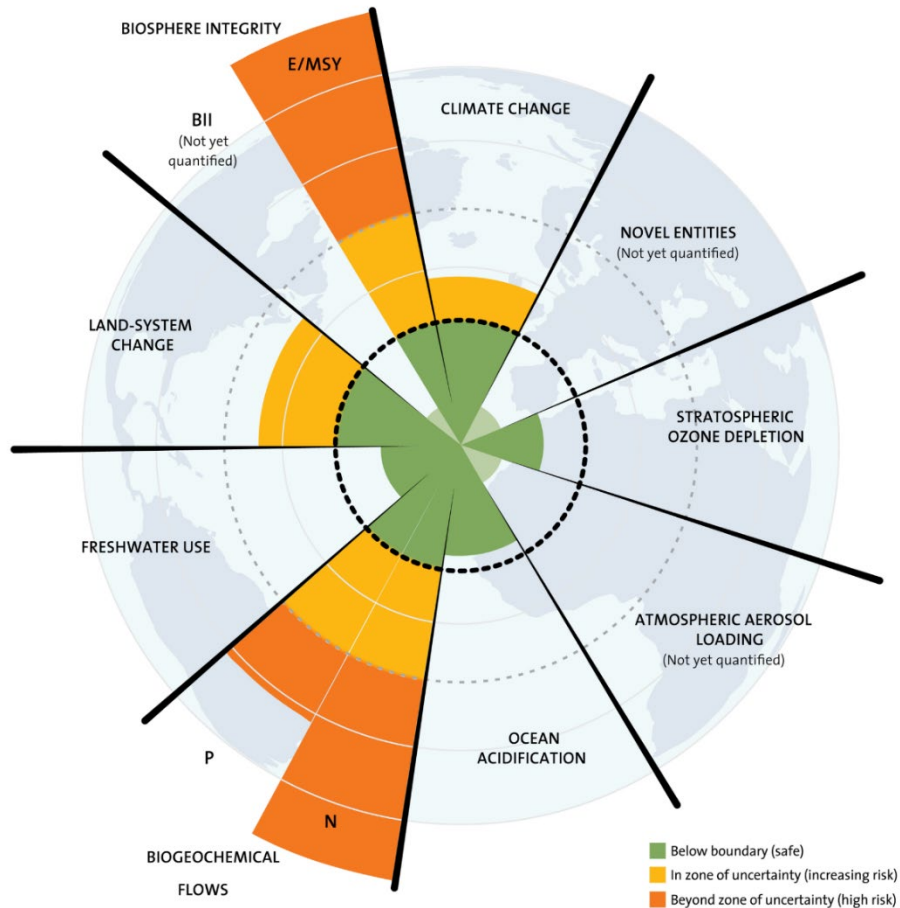 BIOSPHERE INTEGRITY
E/MSY
CLIMATE CHANGE
BII
(Not yet
quantified)
NOVEL ENTITIES
(Not yet quantified)
LAND-SYSTEM
CHANGE
STRATOSPHERIC
OZONE DEPLETION
FRESHWATER USE
ATMOSPHERIC AEROSOL
LOADING
(Not yet quantified)
OCEAN
ACIDIFICATION
P
N
BIOGEOCHEMICAL
FLOWS
Below boundary (safe)
In zone of uncertainty (increasing risk)
Beyond zone of uncertainty (high risk)